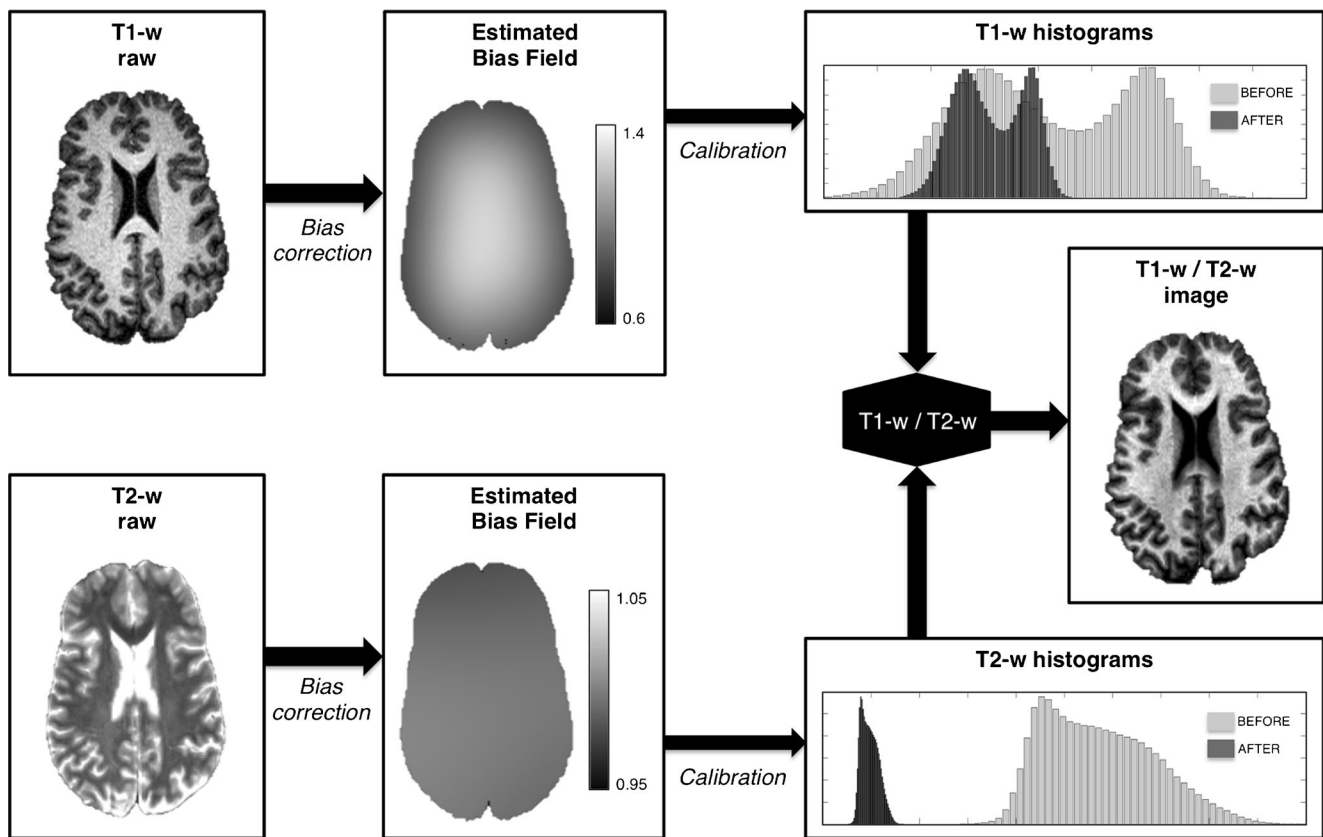 T1-w
raw
Bias
correction
Estimated
Bias Field
1.4
0.6
Calibration
T1-w histograms
BEFORE
AFTER
T1-w / T2-w
T1-w / T2-w
image
T2-w
raw
Bias
correction
Estimated
Bias Field
1.05
0.95
Calibration
T2-w histograms
BEFORE
AFTER